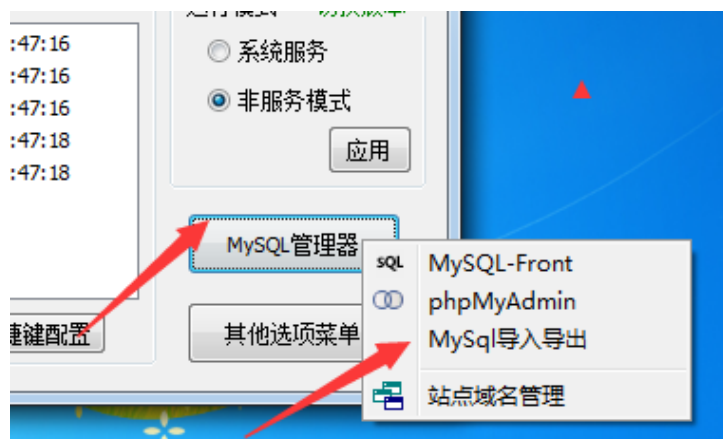 :47:16
:47:16
:47:16
:47:18
:47:18
系统服务
非服务模式
应用
MySQL管理器
SQL MySQL-Front
phpMyAdmin
MySql导入导出
站点域名管理
键配置
其他选项菜单